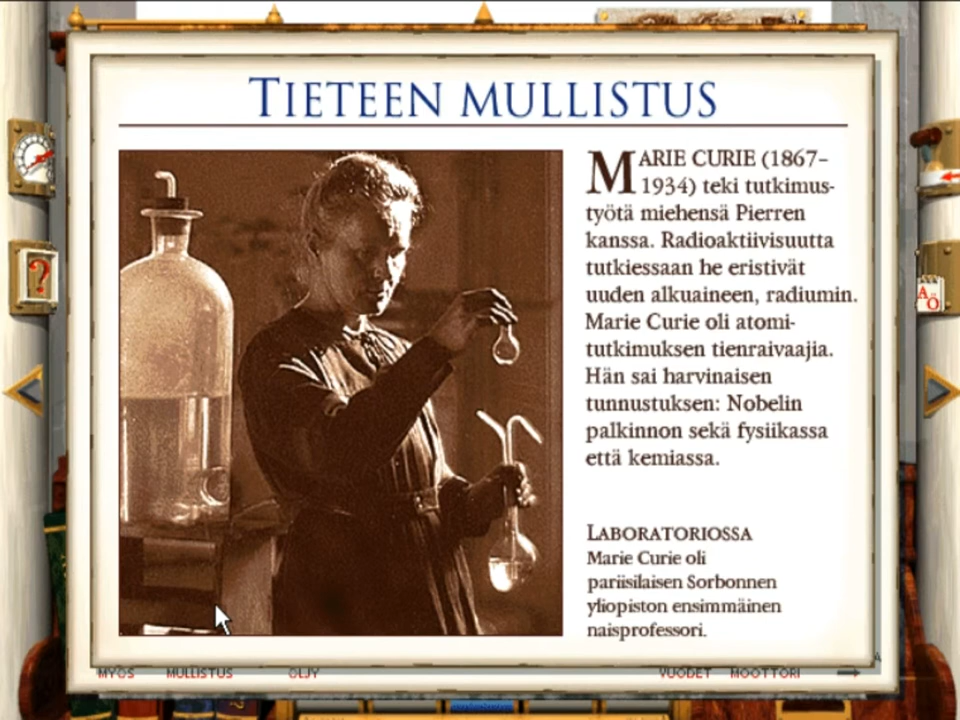 TIETEEN MULLISTUS
MARIE CURIE (1867–
1934) teki tutkimus-
työtä miehensä Pierren
kanssa. Radioaktiivisuutta
tutkiessaan he eristivät
uuden alkuaineen, radiumin.
Marie Curie oli atomi-
tutkimuksen tienraivaajia.
Hän sai harvinaisen
tunnustuksen: Nobelin
palkinnon sekä fysiikassa
että kemiassa.
LABORATORIOSSA
Marie Curie oli
pariisilaisen Sorbonnen
yliopiston ensimmäinen
naisprofessori.
MYÖS MULLISTUS ÖLJY VUODET MOOTTORI
?
A Ö